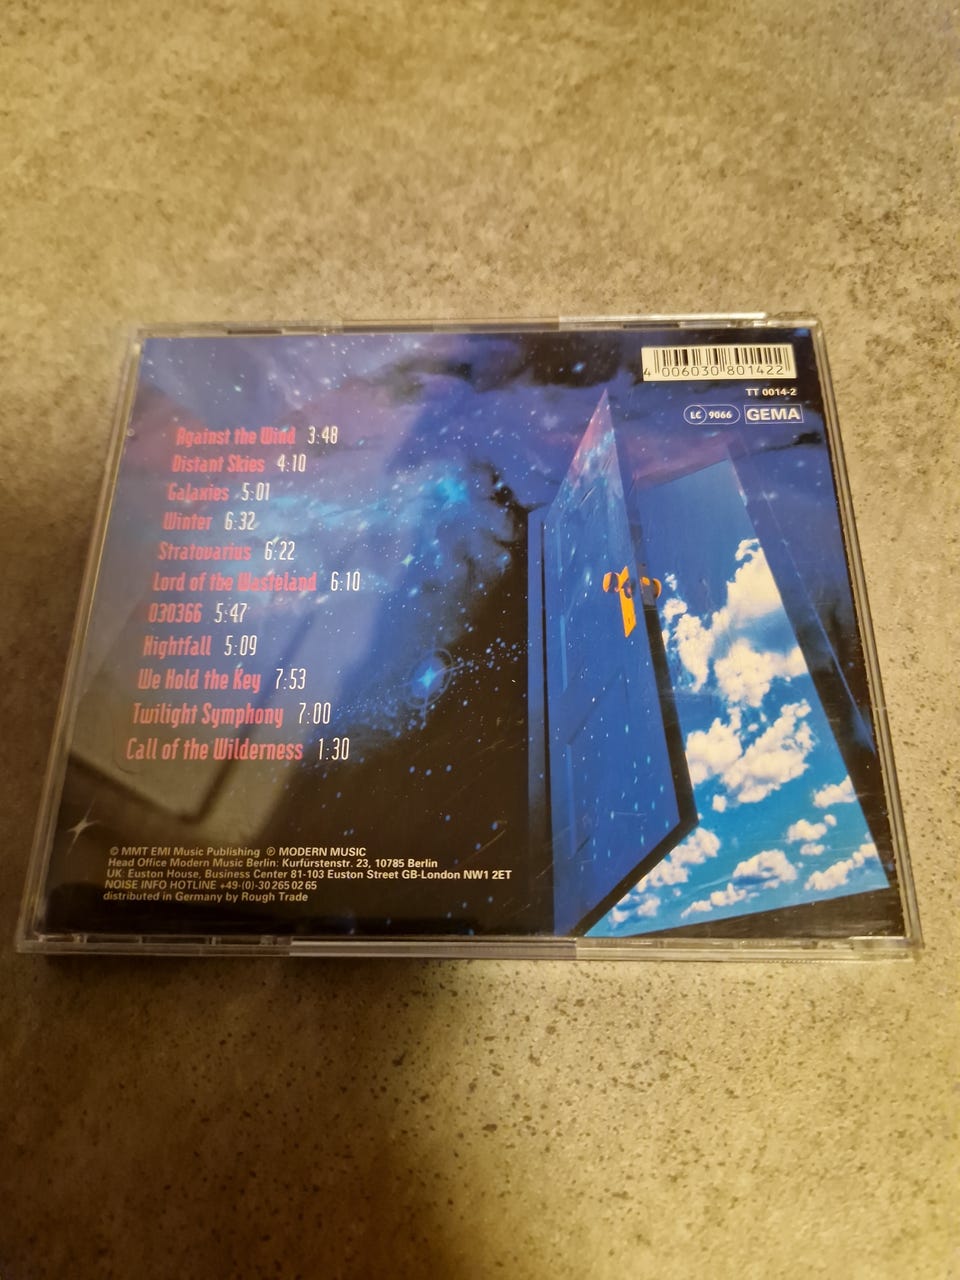 4 006030 801422
TT 0014-2
LC 9066 GEMA
Against the Wind 3:48
Distant Skies 4:10
Galaxies 5:01
Winter 6:32
Stratovarius 6:22
Lord of the Wasteland 6:10
030366 5:47
Nightfall 5:09
We Hold the Key 7:53
Twilight Symphony 7:00
Call of the Wilderness 1:30
© MMT EMI Music Publishing ℗ MODERN MUSIC
Head Office Modern Music Berlin: Kurfürstenstr. 23, 10785 Berlin
UK: Euston House, Business Center 81-103 Euston Street GB-London NW1 2ET
NOISE INFO HOTLINE +49-(0)-30 265 02 65
distributed in Germany by Rough Trade